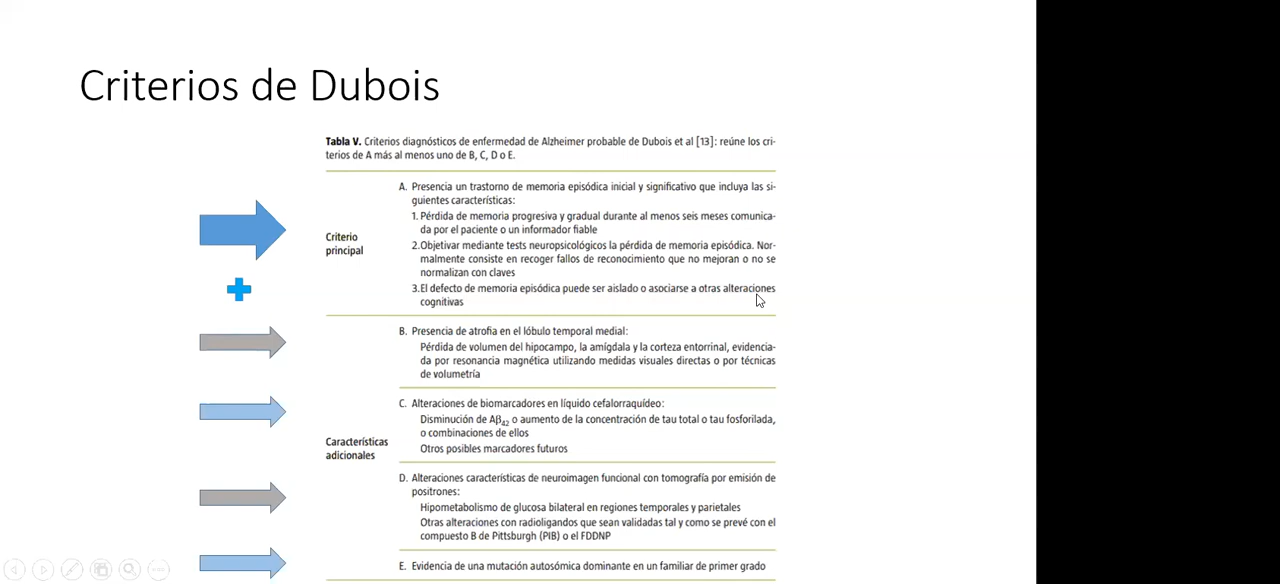 Criterios de Dubois
Tabla V. Criterios diagnósticos de enfermedad de Alzheimer probable de Dubois et al [13]: reúne los cri-
terios de A más al menos uno de B, C, D o E.
Criterio
principal
A. Presencia un trastorno de memoria episódica inicial y significativo que incluya las si-
guientes características:
1. Pérdida de memoria progresiva y gradual durante al menos seis meses comunica-
da por el paciente o un informador fiable
2. Objetivar mediante tests neuropsicológicos la pérdida de memoria episódica. Nor-
malmente consiste en recoger fallos de reconocimiento que no mejoran o no se
normalizan con claves
3. El defecto de memoria episódica puede ser aislado o asociarse a otras alteraciones
cognitivas
Características
adicionales
B. Presencia de atrofia en el lóbulo temporal medial:
Pérdida de volumen del hipocampo, la amígdala y la corteza entorrinal, evidencia-
da por resonancia magnética utilizando medidas visuales directas o por técnicas
de volumetría
C. Alteraciones de biomarcadores en líquido cefalorraquídeo:
Disminución de Aβ42 o aumento de la concentración de tau total o tau fosforilada,
o combinaciones de ellos
Otros posibles marcadores futuros
D. Alteraciones características de neuroimagen funcional con tomografía por emisión de
positrones:
Hipometabolismo de glucosa bilateral en regiones temporales y parietales
Otras alteraciones con radioligandos que sean validadas tal y como se prevé con el
compuesto B de Pittsburgh (PIB) o el FDDNP
E. Evidencia de una mutación autosómica dominante en un familiar de primer grado